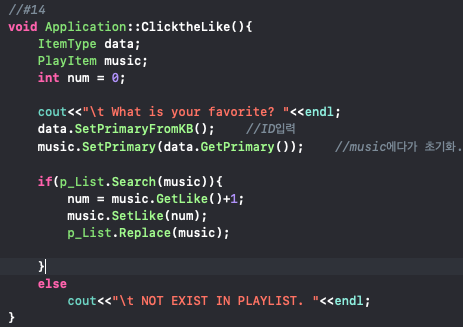 //#14
void Application::ClicktheLike(){
    ItemType data;
    PlayItem music;
    int num = 0;

    cout<<"\t What is your favorite? "<<endl;
    data.SetPrimaryFromKB();    //ID입력
    music.SetPrimary(data.GetPrimary());    //music에다가 초기화.

    if(p_List.Search(music)){
        num = music.GetLike()+1;
        music.SetLike(num);
        p_List.Replace(music);

    }
    else
        cout<<"\t NOT EXIST IN PLAYLIST. "<<endl;
}